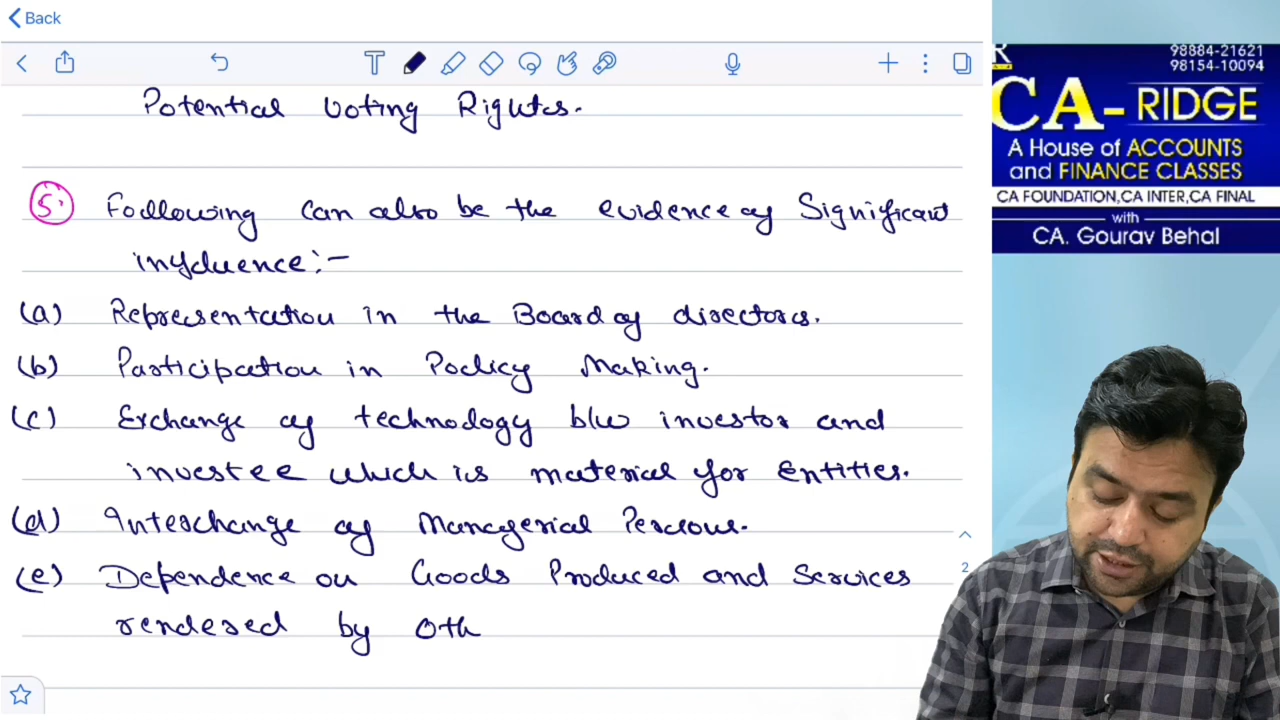 Back
Potential Voting Rights.
5. Following can also be the evidence of Significant
influence:-
(a) Representation in the Board of directors.
(b) Participation in Policy Making.
(c) Exchange of technology b/w investor and
investee which is material for Entities.
(d) Interchange of Managerial Persons.
(e) Dependence on Goods Produced and Services
rendered by Oth
2
R
98884-21621
98154-10094
CA-RIDGE
A House of ACCOUNTS
and FINANCE CLASSES
CA FOUNDATION,CA INTER,CA FINAL
with
CA. Gourav Behal